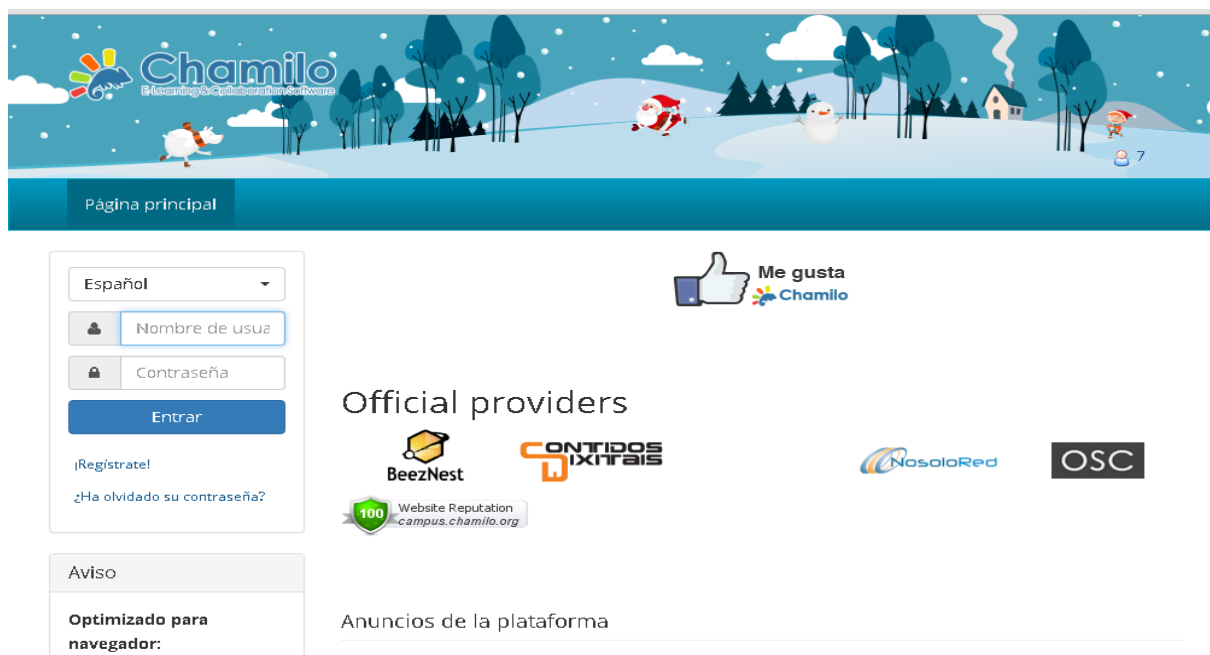 Chamilo
E-Learning & Collaboration Software
7
Página principal
Español
Nombre de usua
Contraseña
Entrar
¡Regístrate!
¿Ha olvidado su contraseña?
Aviso
Optimizado para
navegador:
Me gusta
Chamilo
Official providers
BeezNest
CONTIDOS
DIXITAIS
NosoloRed
OSC
100
Website Reputation
campus.chamilo.org
Anuncios de la plataforma